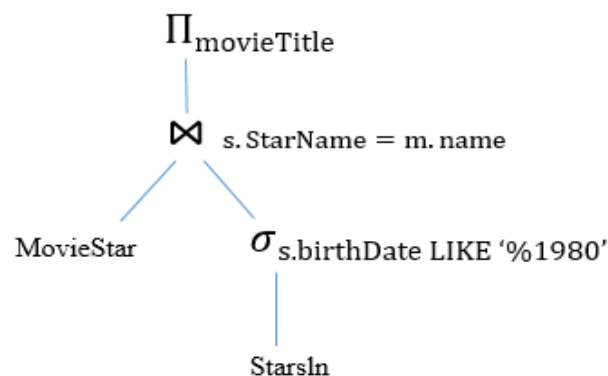 Π movieTitle
⋈ s.StarName = m.name
MovieStar
σ s.birthDate LIKE ‘%1980’
StarsIn